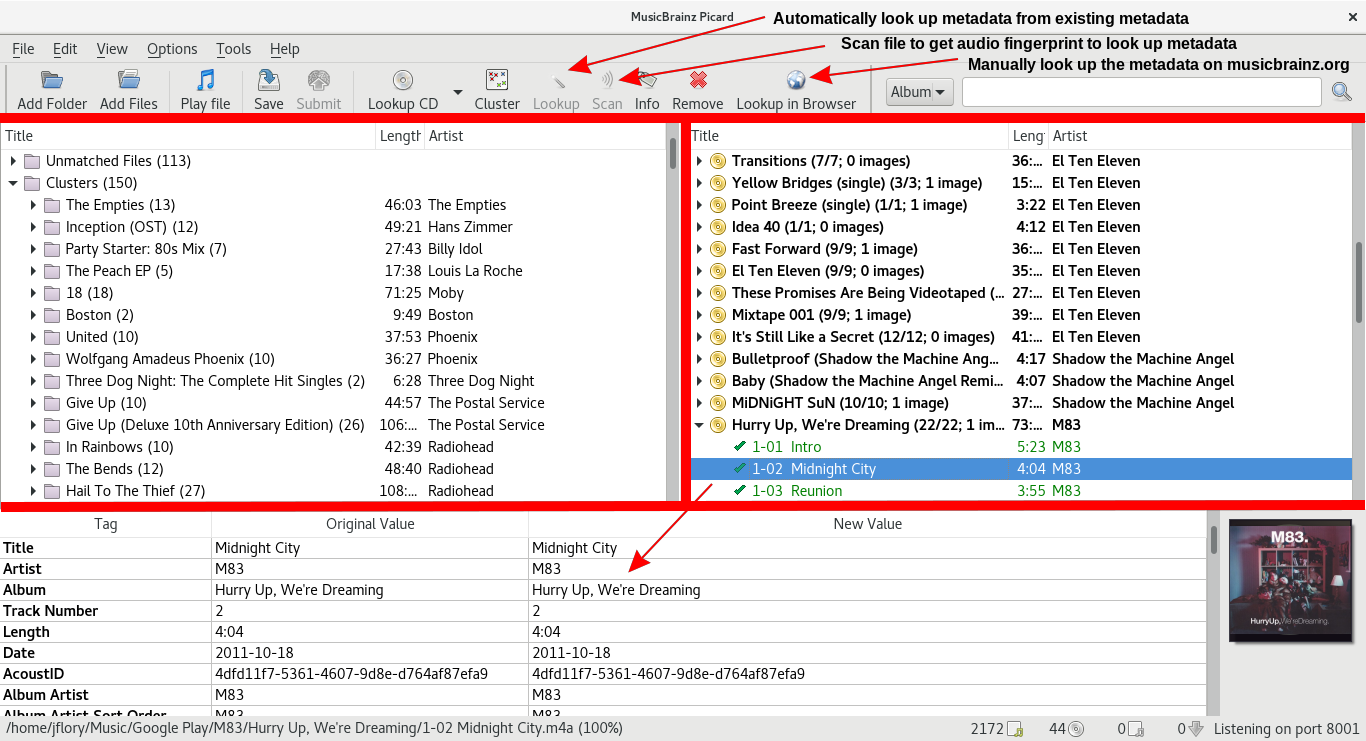 MusicBrainz Picard
Automatically look up metadata from existing metadata
Scan file to get audio fingerprint to look up metadata
Manually look up the metadata on musicbrainz.org
File Edit View Options Tools Help
Add Folder Add Files Play file Save Submit Lookup CD Cluster Lookup Scan Info Remove Lookup in Browser Album
Title Length Artist
Unmatched Files (113)
Clusters (150)
The Empties (13) 46:03 The Empties
Inception (OST) (12) 49:21 Hans Zimmer
Party Starter: 80s Mix (7) 27:43 Billy Idol
The Peach EP (5) 17:38 Louis La Roche
18 (18) 71:25 Moby
Boston (2) 9:49 Boston
United (10) 37:53 Phoenix
Wolfgang Amadeus Phoenix (10) 36:27 Phoenix
Three Dog Night: The Complete Hit Singles (2) 6:28 Three Dog Night
Give Up (10) 44:57 The Postal Service
Give Up (Deluxe 10th Anniversary Edition) (26) 106:... The Postal Service
In Rainbows (10) 42:39 Radiohead
The Bends (12) 48:40 Radiohead
Hail To The Thief (27) 108:... Radiohead
Title Leng Artist
Transitions (7/7; 0 images) 36:... El Ten Eleven
Yellow Bridges (single) (3/3; 1 image) 15:... El Ten Eleven
Point Breeze (single) (1/1; 1 image) 3:22 El Ten Eleven
Idea 40 (1/1; 0 images) 4:12 El Ten Eleven
Fast Forward (9/9; 1 image) 36:... El Ten Eleven
El Ten Eleven (9/9; 0 images) 35:... El Ten Eleven
These Promises Are Being Videotaped (... 27:... El Ten Eleven
Mixtape 001 (9/9; 1 image) 39:... El Ten Eleven
It's Still Like a Secret (12/12; 0 images) 41:... El Ten Eleven
Bulletproof (Shadow the Machine Ang... 4:17 Shadow the Machine Angel
Baby (Shadow the Machine Angel Remi... 4:07 Shadow the Machine Angel
MiDNiGHT SuN (10/10; 1 image) 37:... Shadow the Machine Angel
Hurry Up, We're Dreaming (22/22; 1 im... 73:... M83
1-01 Intro 5:23 M83
1-02 Midnight City 4:04 M83
1-03 Reunion 3:55 M83
Tag Original Value New Value
Title Midnight City Midnight City
Artist M83 M83
Album Hurry Up, We're Dreaming Hurry Up, We're Dreaming
Track Number 2 2
Length 4:04 4:04
Date 2011-10-18 2011-10-18
AcoustID 4dfd11f7-5361-4607-9d8e-d764af87efa9 4dfd11f7-5361-4607-9d8e-d764af87efa9
Album Artist M83 M83
Album Artist Sort Order M83 M83
M83.
HurryUp,We'reDreaming.
/home/jflory/Music/Google Play/M83/Hurry Up, We're Dreaming/1-02 Midnight City.m4a (100%) 2172 44 0 0 Listening on port 8001